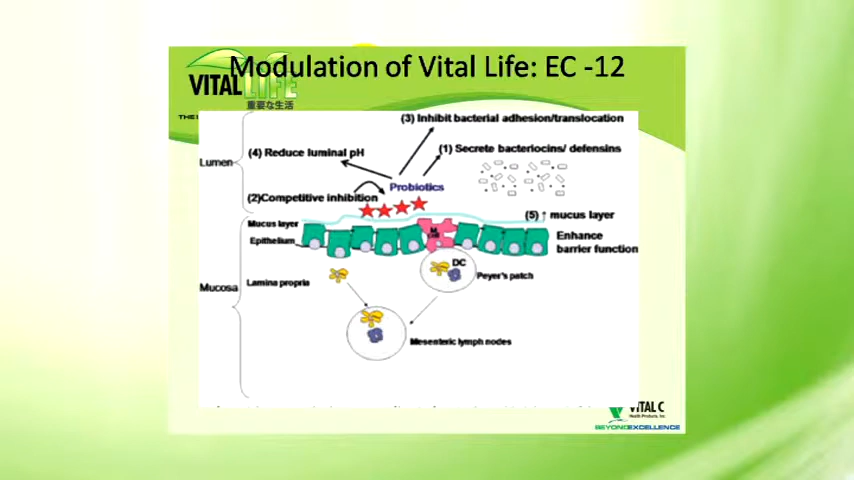 Modulation of Vital Life: EC -12
VITAL LIFE
重要な生活
(3) Inhibit bacterial adhesion/translocation
(4) Reduce luminal pH
(1) Secrete bacteriocins/ defensins
Lumen
Probiotics
(2)Competitive inhibition
(5) ↑ mucus layer
Mucus layer
Epithelium
M
cell
Enhance
barrier function
DC
Peyer's patch
Mucosa
Lamina propria
Mesenteric lymph nodes
VITAL C
Health Products, Inc.
BEYONDEXCELLENCE